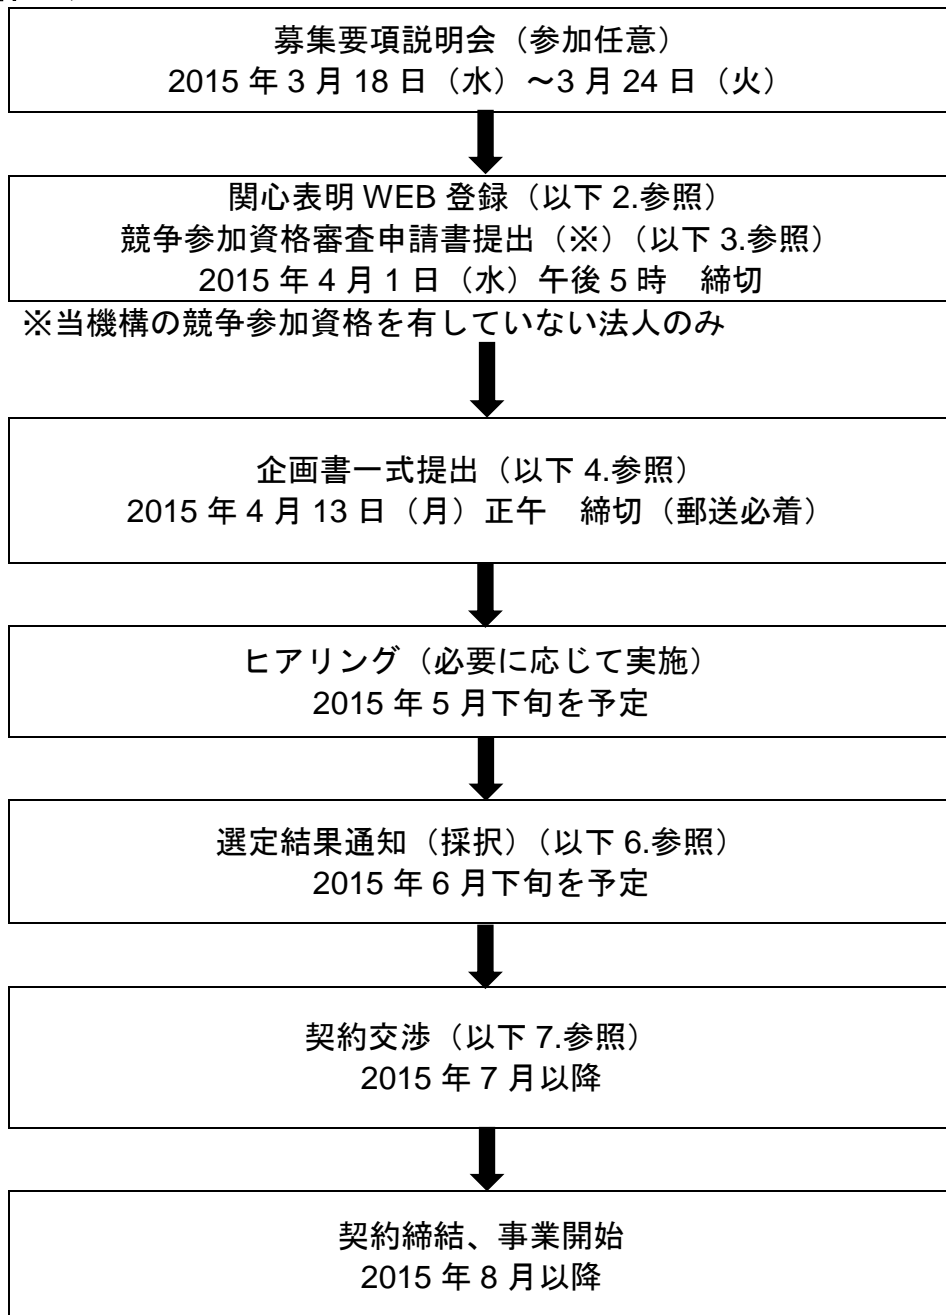 募集要項説明会（参加任意）
2015 年 3 月 18 日（水）～3 月 24 日（火）
関心表明 WEB 登録（以下 2.参照）
競争参加資格審査申請書提出（※）（以下 3.参照）
2015 年 4 月 1 日（水）午後 5 時　締切
※当機構の競争参加資格を有していない法人のみ
企画書一式提出（以下 4.参照）
2015 年 4 月 13 日（月）正午　締切（郵送必着）
ヒアリング（必要に応じて実施）
2015 年 5 月下旬を予定
選定結果通知（採択）（以下 6.参照）
2015 年 6 月下旬を予定
契約交渉（以下 7.参照）
2015 年 7 月以降
契約締結、事業開始
2015 年 8 月以降